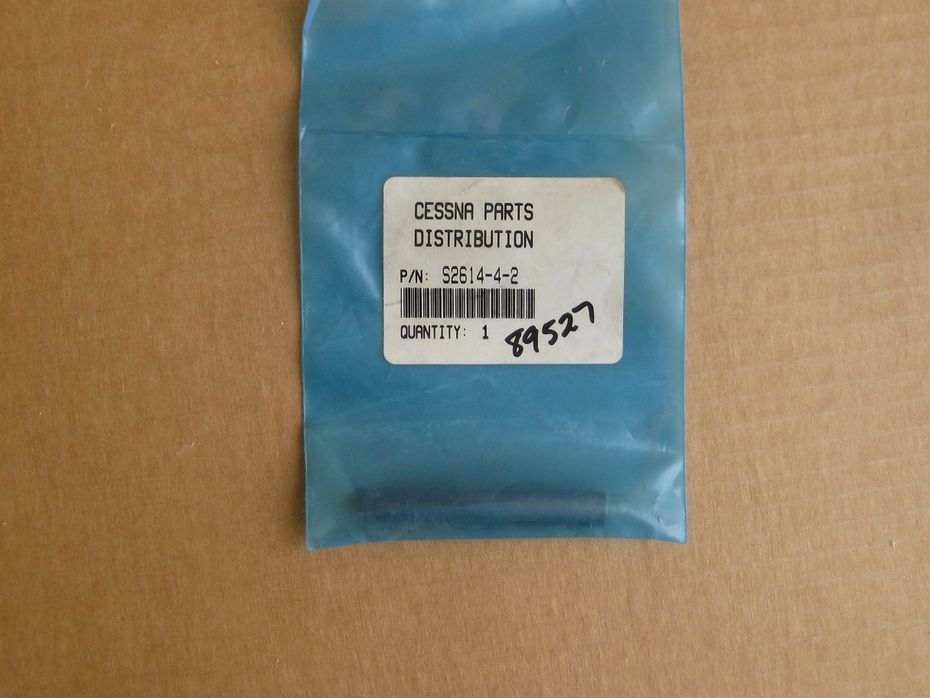 CESSNA PARTS
DISTRIBUTION
P/N: S2614-4-2
QUANTITY: 1
89527